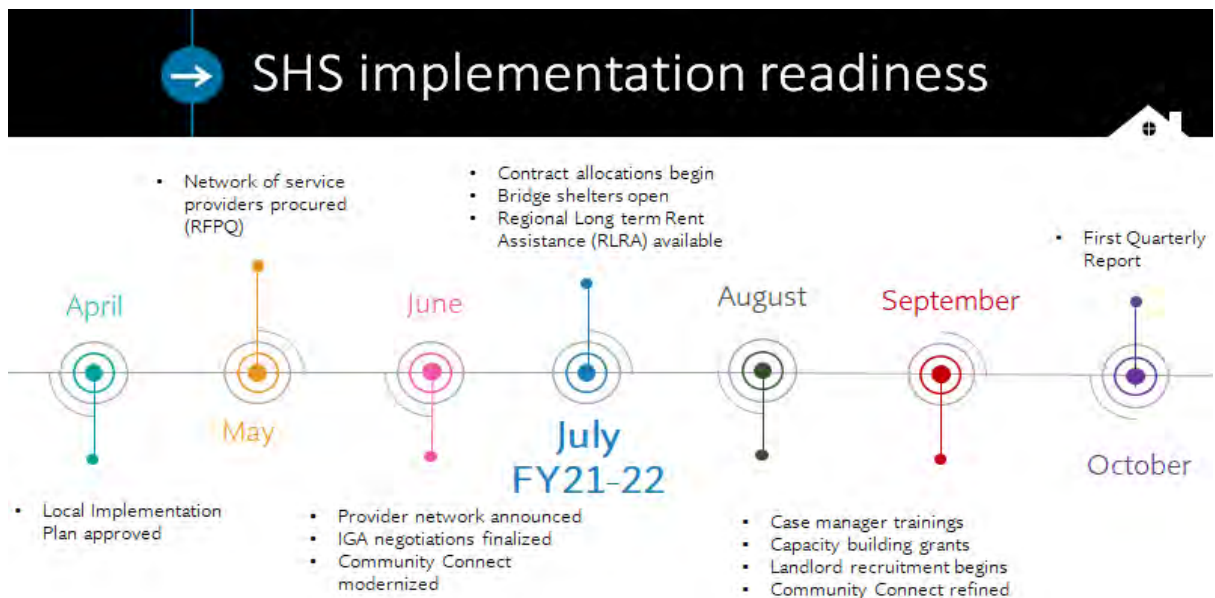 SHS implementation readiness
• Network of service
providers procured
(RFPQ)
• Contract allocations begin
• Bridge shelters open
• Regional Long term Rent
Assistance (RLRA) available
• First Quarterly
Report
April
June
August
September
May
July
FY21-22
October
• Local Implementation
Plan approved
• Provider network announced
• IGA negotiations finalized
• Community Connect
modernized
• Case manager trainings
• Capacity building grants
• Landlord recruitment begins
• Community Connect refined